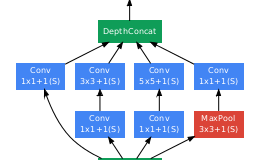 DepthConcat
Conv
1x1+1(S)
Conv
3x3+1(S)
Conv
5x5+1(S)
Conv
1x1+1(S)
Conv
1x1+1(S)
Conv
1x1+1(S)
MaxPool
3x3+1(S)